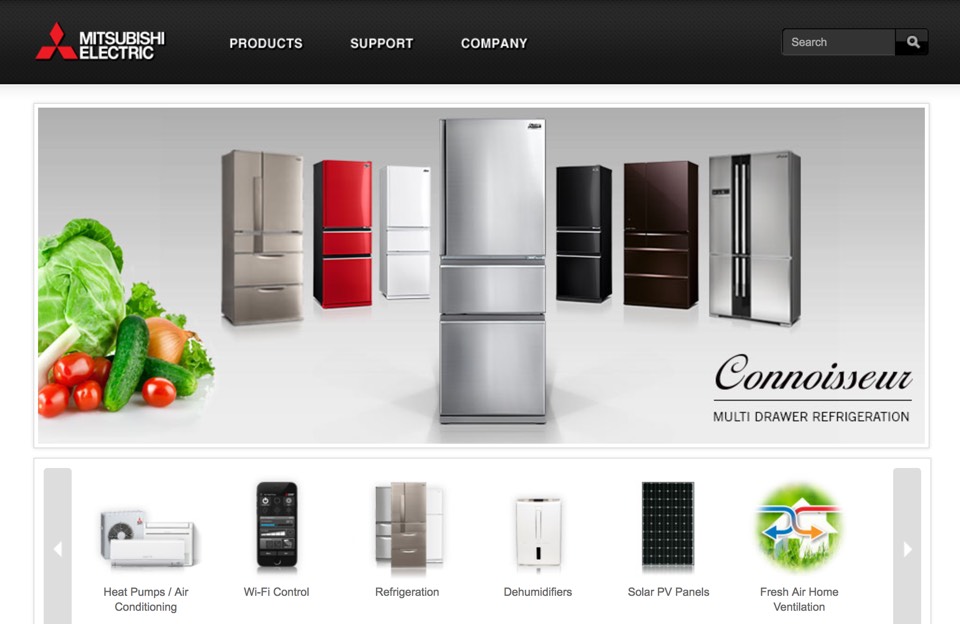 MITSUBISHI
ELECTRIC
PRODUCTS
SUPPORT
COMPANY
Search
Connoisseur
MULTI DRAWER REFRIGERATION
Heat Pumps / Air
Conditioning
Wi-Fi Control
Refrigeration
Dehumidifiers
Solar PV Panels
Fresh Air Home
Ventilation